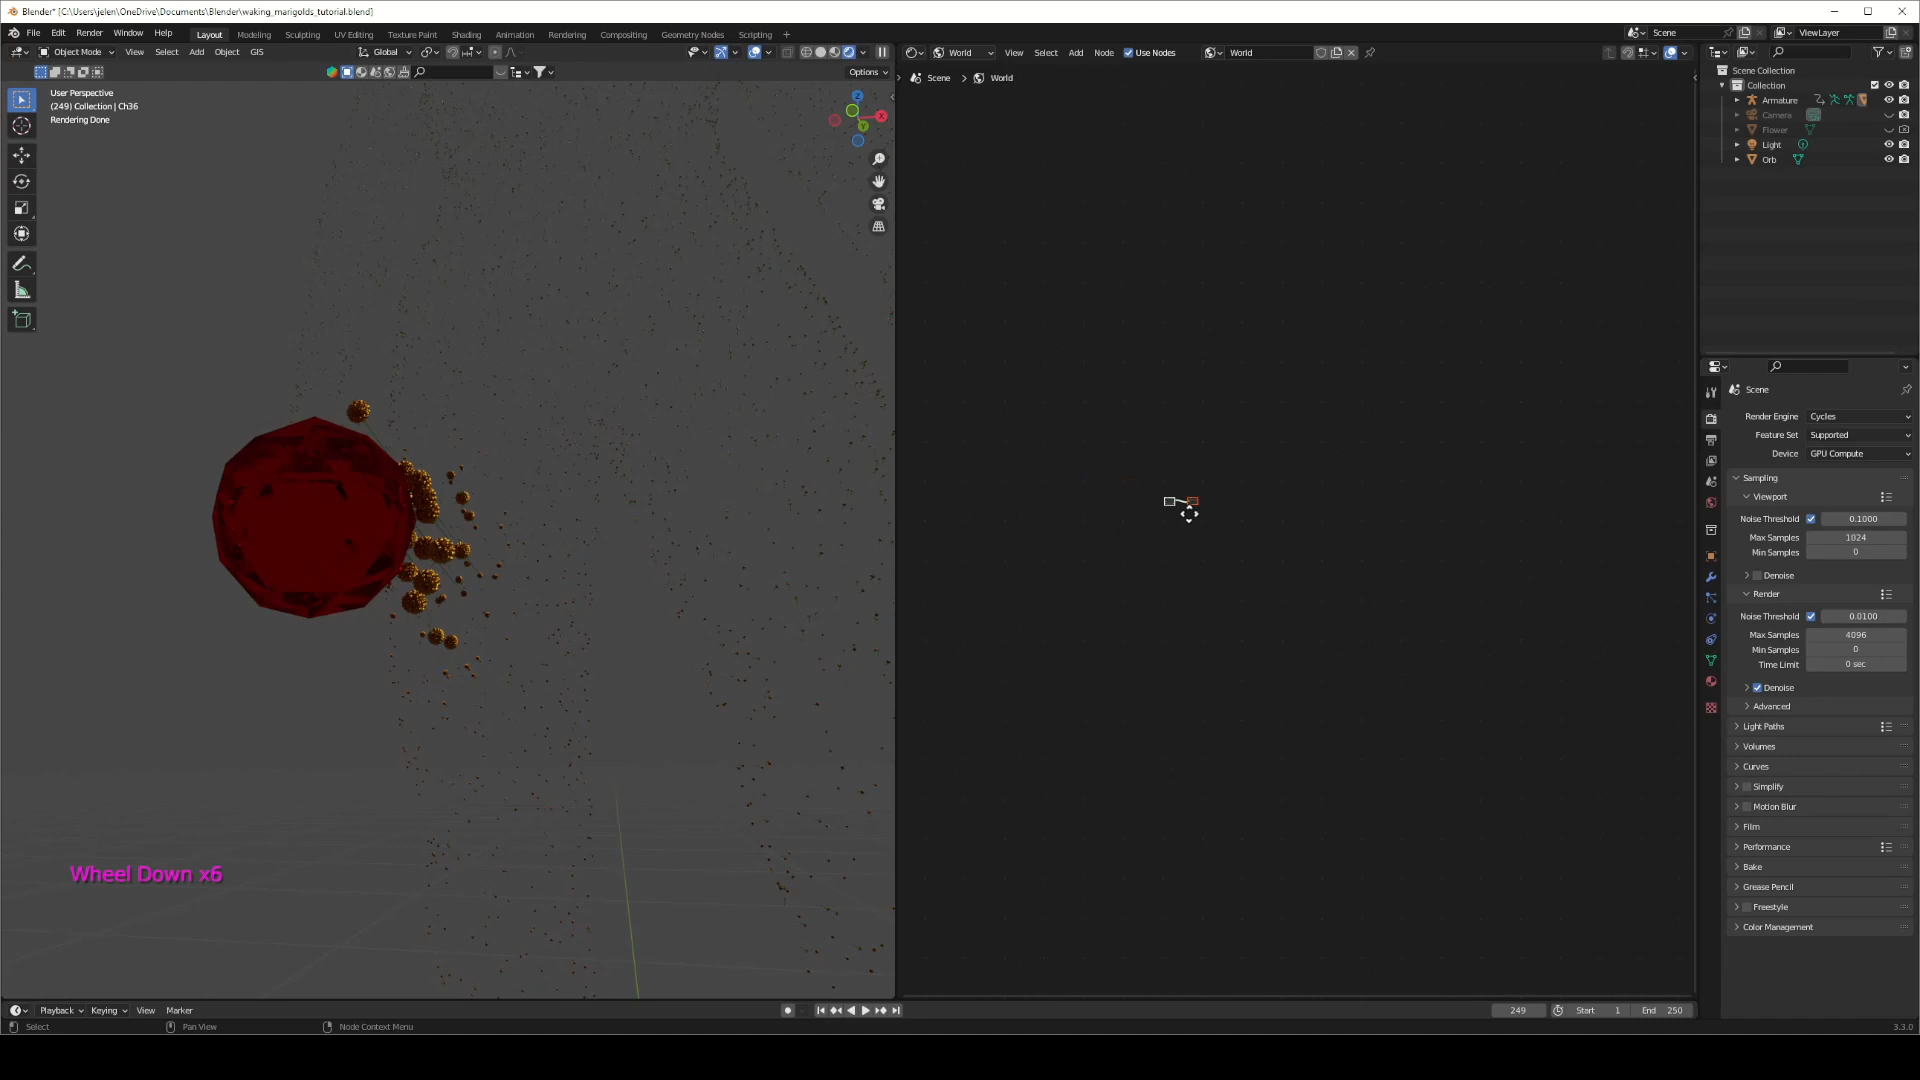 Blender* [C:\Users\jelen\OneDrive\Documents\Blender\waking_marigolds_tutorial.blend]
File Edit Render Window Help Layout Modeling Sculpting UV Editing Texture Paint Shading Animation Rendering Compositing Geometry Nodes Scripting Scene ViewLayer
Object Mode View Select Add Object GIS Global World View Select Add Node Use Nodes World
Options
Scene World
User Perspective
(249) Collection | Ch36
Rendering Done
Z
X
Y
Scene Collection
Collection
Armature
Camera
Flower
Light
Orb
Scene
Render Engine Cycles
Feature Set Supported
Device GPU Compute
Sampling
Viewport
Noise Threshold 0.1000
Max Samples 1024
Min Samples 0
Denoise
Render
Noise Threshold 0.0100
Max Samples 4096
Min Samples 0
Time Limit 0 sec
Denoise
Advanced
Light Paths
Volumes
Curves
Simplify
Motion Blur
Film
Performance
Bake
Grease Pencil
Freestyle
Color Management
Wheel Down x6
Playback Keying View Marker 249 Start 1 End 250
Select Pan View Node Context Menu 3.3.0